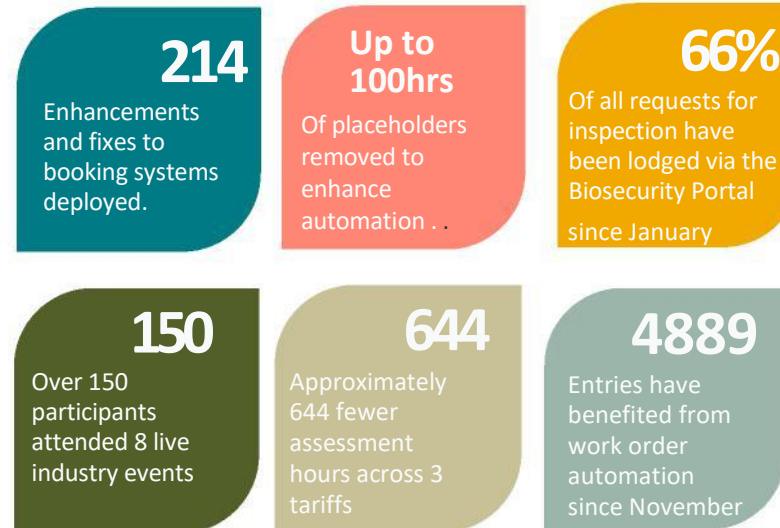 214
Enhancements
and fixes to
booking systems
deployed.
Up to
100hrs
Of placeholders
removed to
enhance
automation . .
66%
Of all requests for
inspection have
been lodged via the
Biosecurity Portal
since January
150
Over 150
participants
attended 8 live
industry events
644
Approximately
644 fewer
assessment
hours across 3
tariffs
4889
Entries have
benefited from
work order
automation
since November